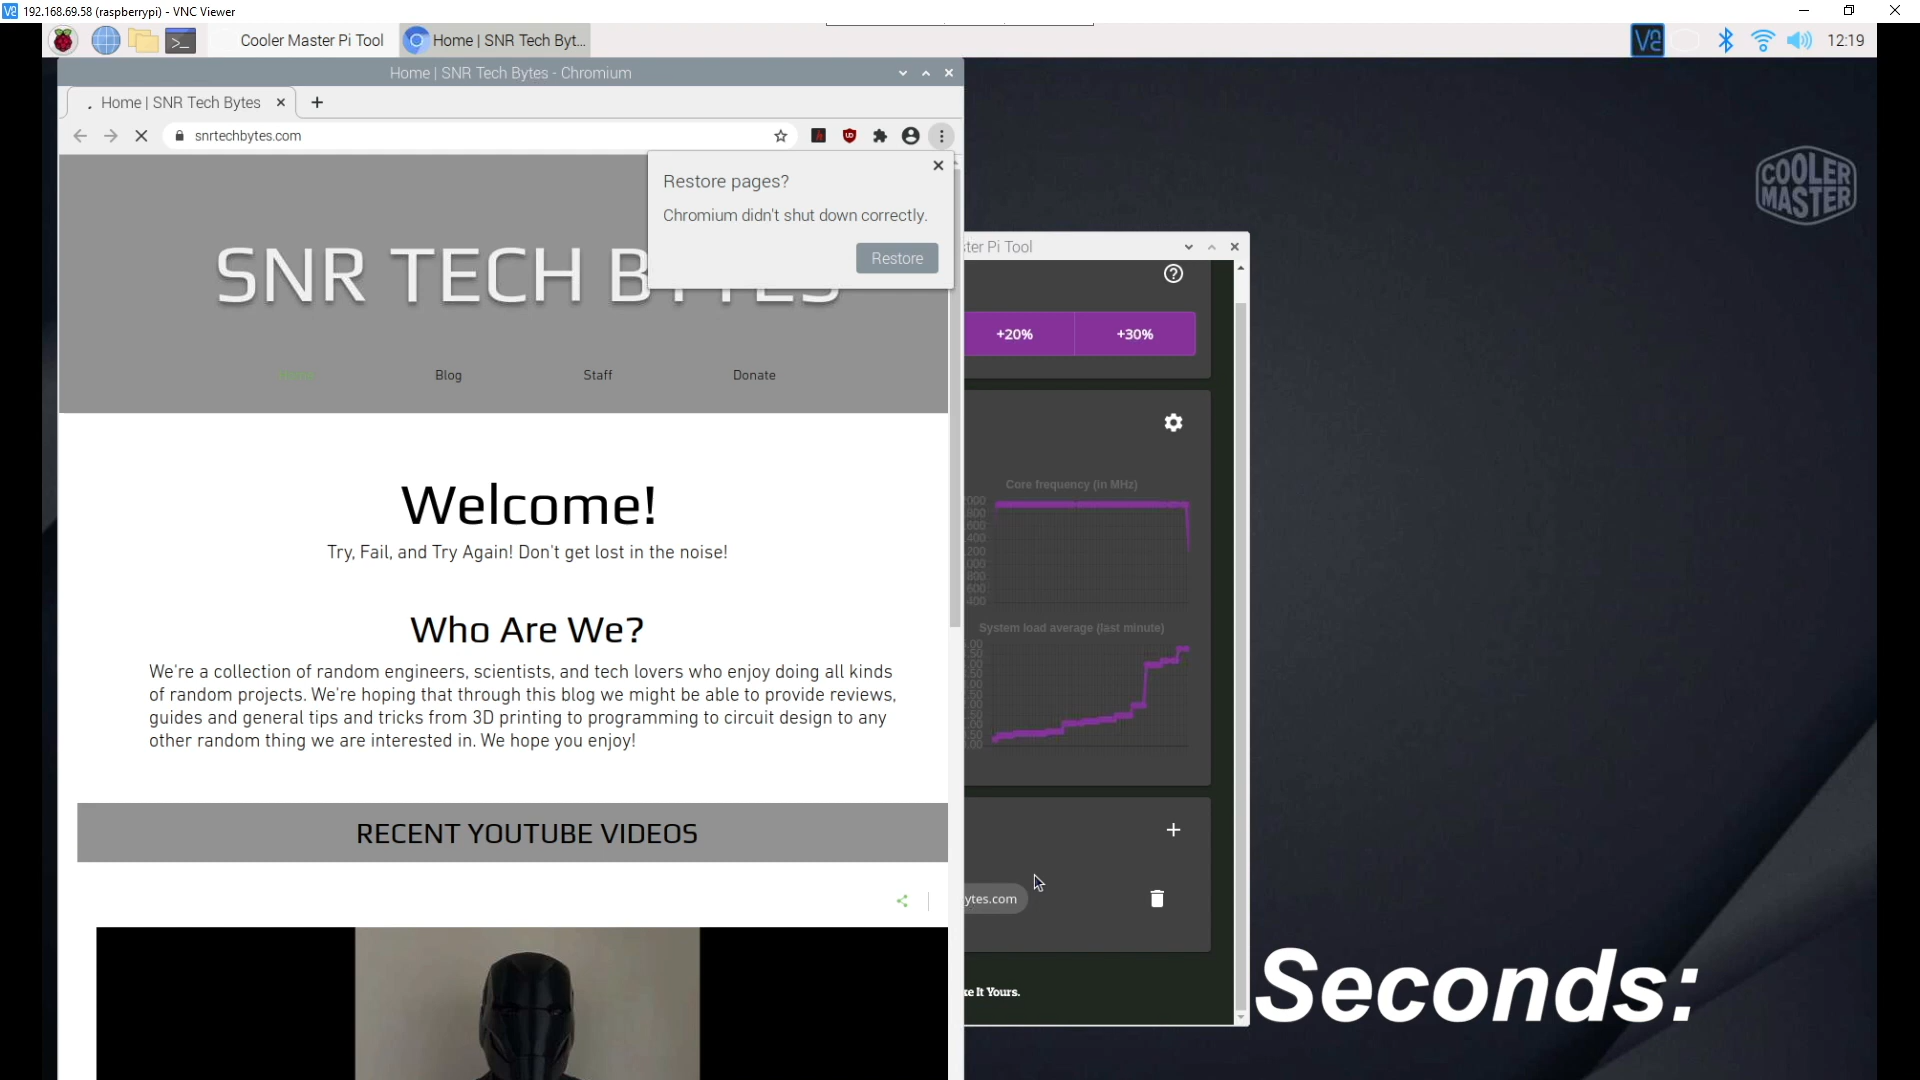 192.168.69.58 (raspberrypi) - VNC Viewer
Cooler Master Pi Tool
Home | SNR Tech Byt...
12:19
Home | SNR Tech Bytes - Chromium
Home | SNR Tech Bytes
snrtechbytes.com
Restore pages?
Chromium didn't shut down correctly.
Restore
SNR TECH BYTES
Home
Blog
Staff
Donate
Welcome!
Try, Fail, and Try Again! Don't get lost in the noise!
Who Are We?
We're a collection of random engineers, scientists, and tech lovers who enjoy doing all kinds
of random projects. We're hoping that through this blog we might be able to provide reviews,
guides and general tips and tricks from 3D printing to programming to circuit design to any
other random thing we are interested in. We hope you enjoy!
RECENT YOUTUBE VIDEOS
COOLER
MASTER
ter Pi Tool
+20%
+30%
Core frequency (in MHz)
System load average (last minute)
ytes.com
ke It Yours.
Seconds: